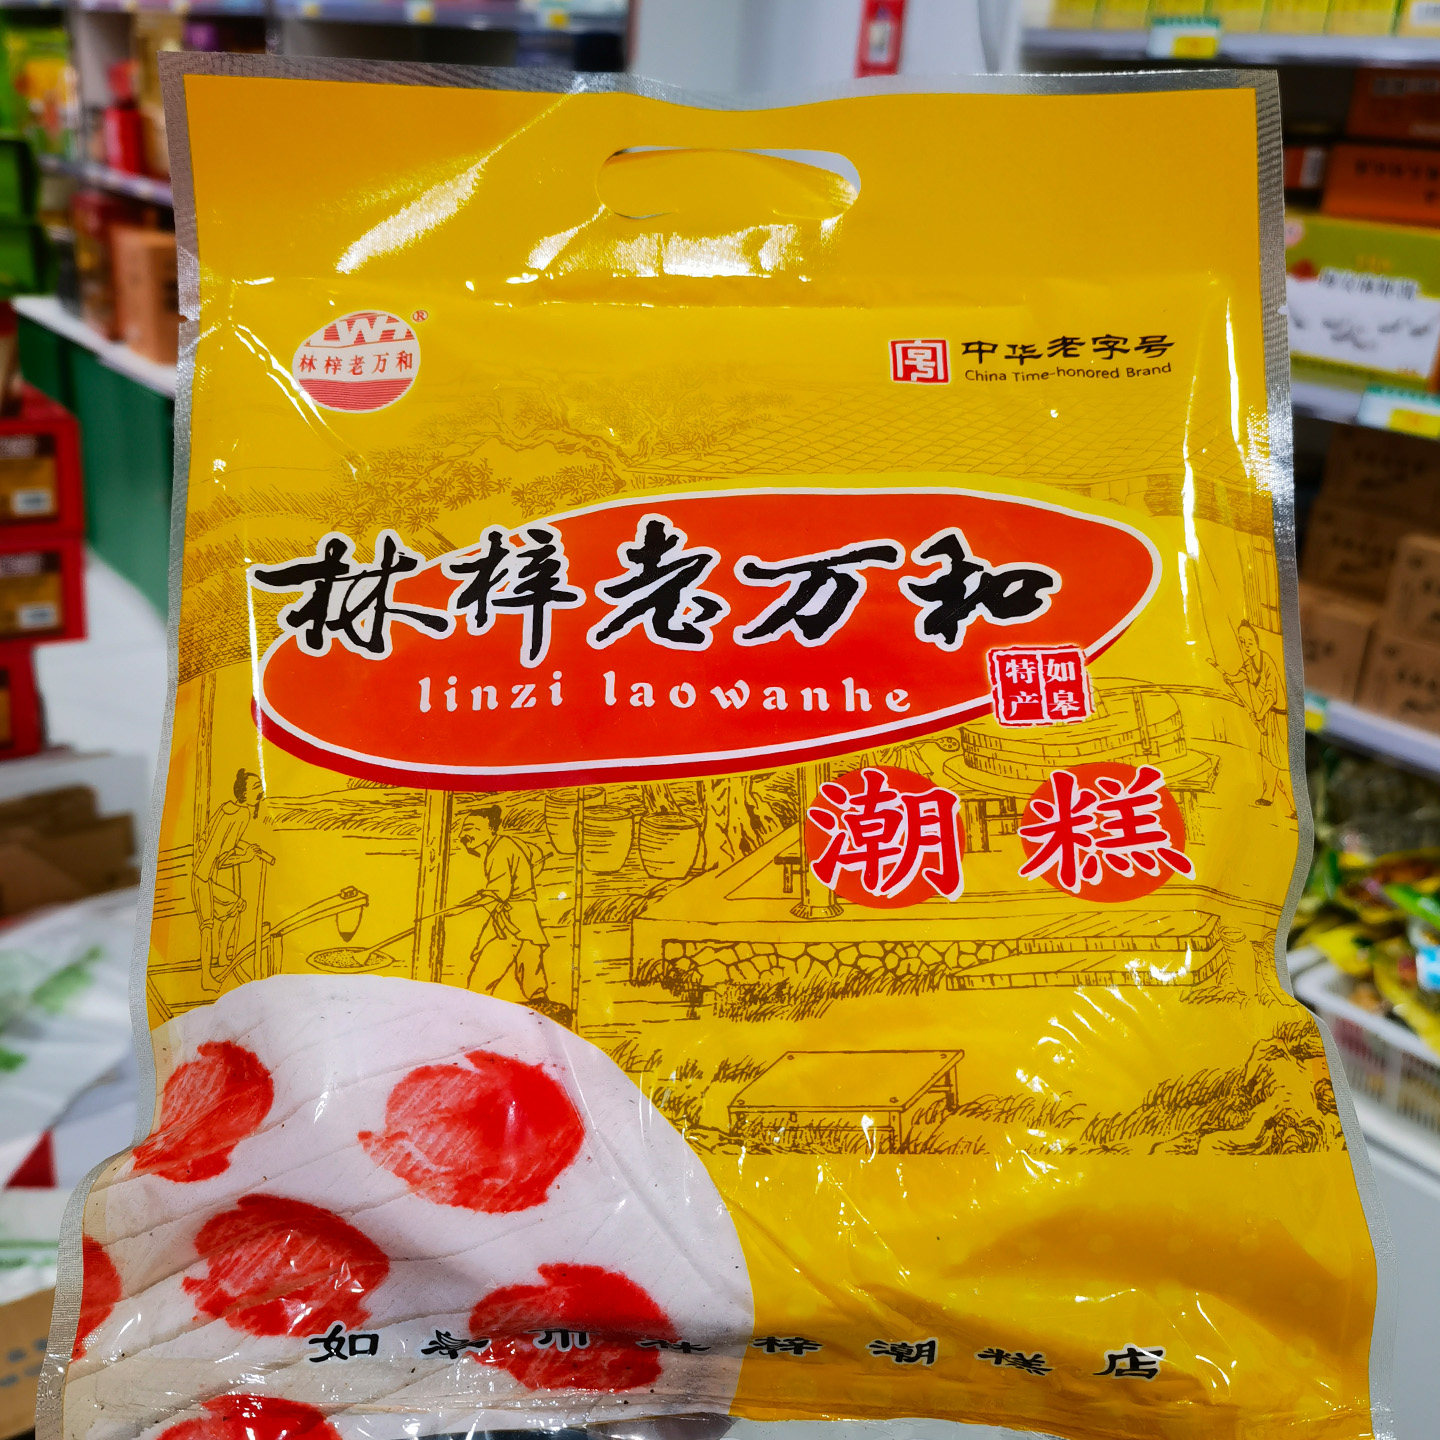 LWH®
林梓老万和
中华老字号
China Time-honored Brand
林梓老万和
linzi laowanhe
如皋
特产
潮糕
如皋市林梓潮糕店